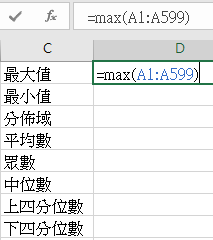 =max(A1:A599)
C D
最大值 =max(A1:A599)
最小值
分佈域
平均數
眾數
中位數
上四分位數
下四分位數